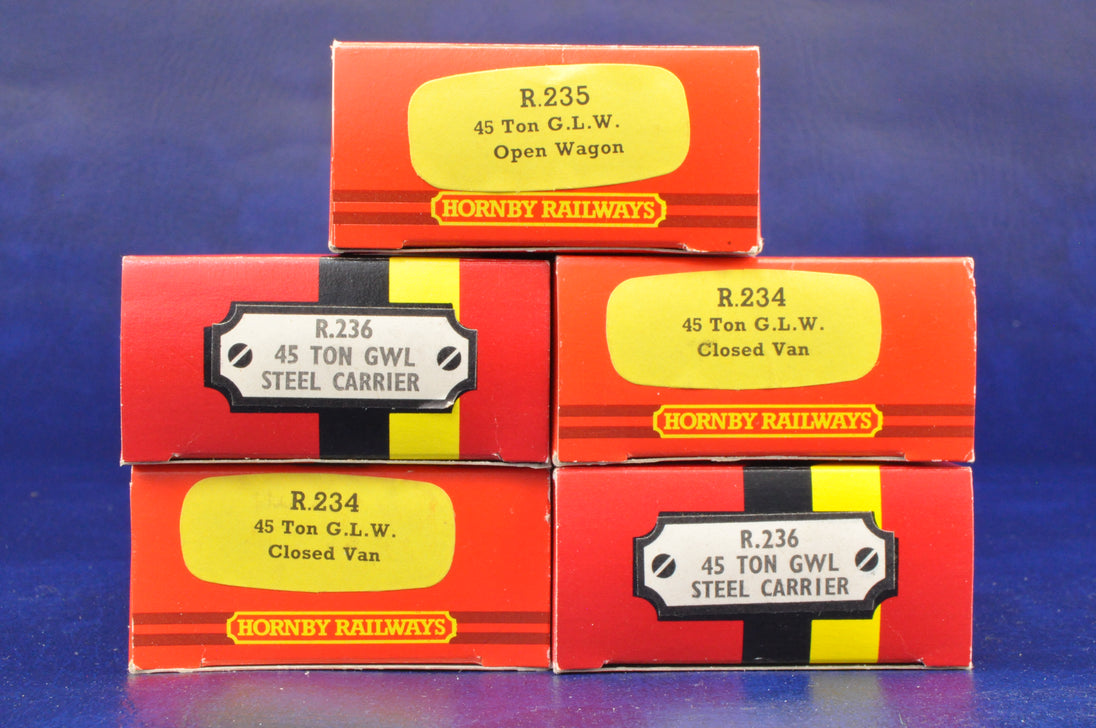 R.235
45 Ton G.L.W.
Open Wagon
HORNBY RAILWAYS
R.236
45 TON GWL
STEEL CARRIER
R.234
45 Ton G.L.W.
Closed Van
HORNBY RAILWAYS
R.234
45 Ton G.L.W.
Closed Van
HORNBY RAILWAYS
R.236
45 TON GWL
STEEL CARRIER